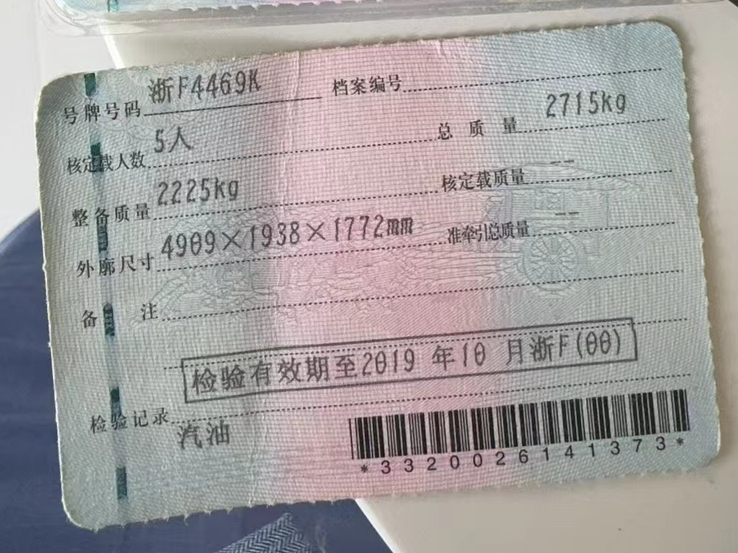 号牌号码 浙F4469K 档案编号
核定载人数 5人 总质量 2715kg
整备质量 2225kg 核定载质量 --
外廓尺寸 4909×1938×1772mm 准牵引总质量 --
备注
检验有效期至2019 年10 月浙F(00)
检验记录
汽油
*3320026141373*